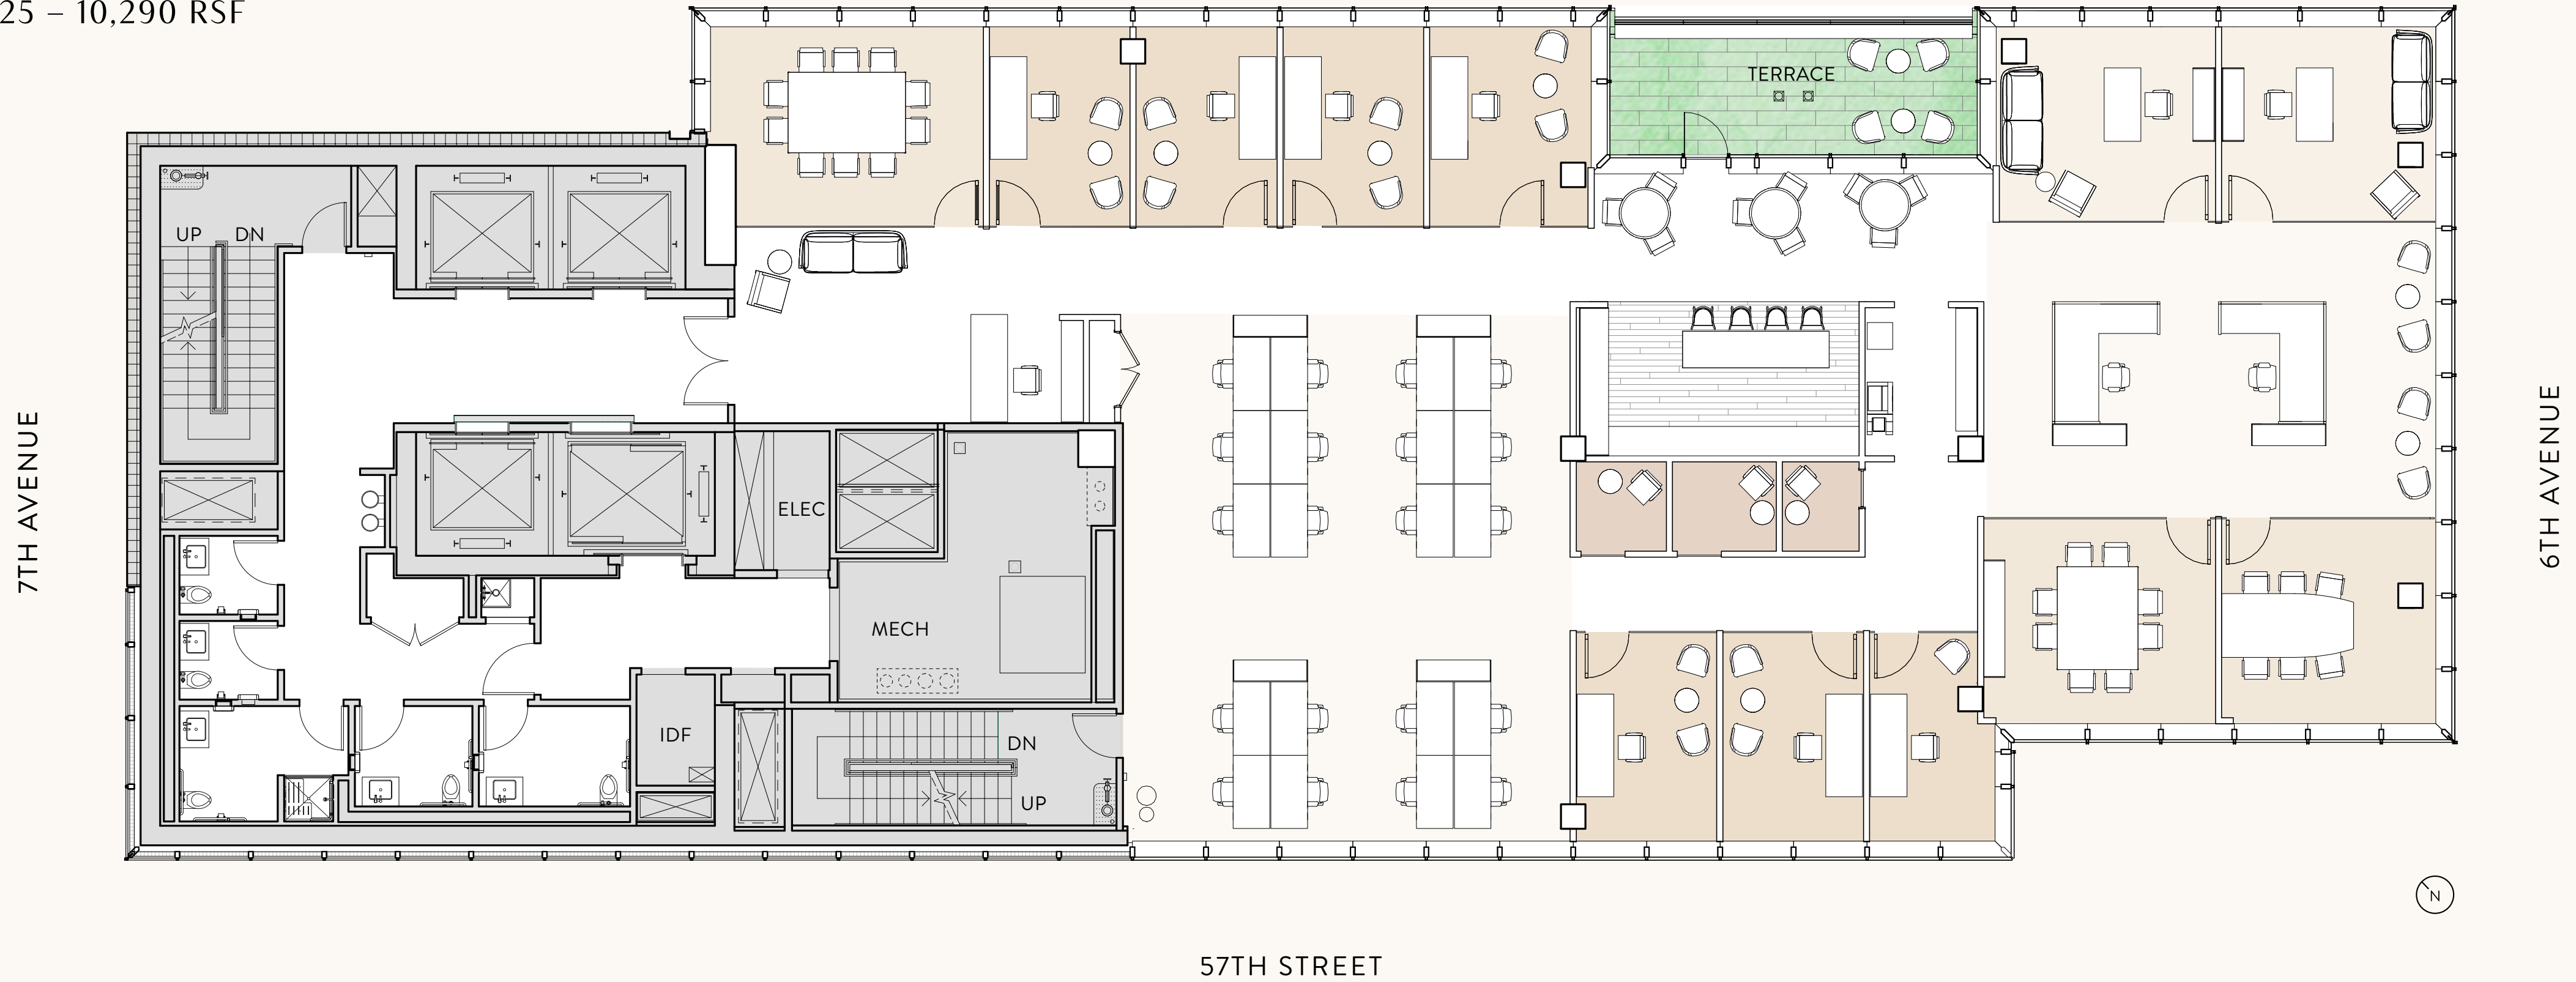 25 – 10,290 RSF
TERRACE
UP DN
ELEC
MECH
IDF
DN
UP
7TH AVENUE
6TH AVENUE
N
57TH STREET